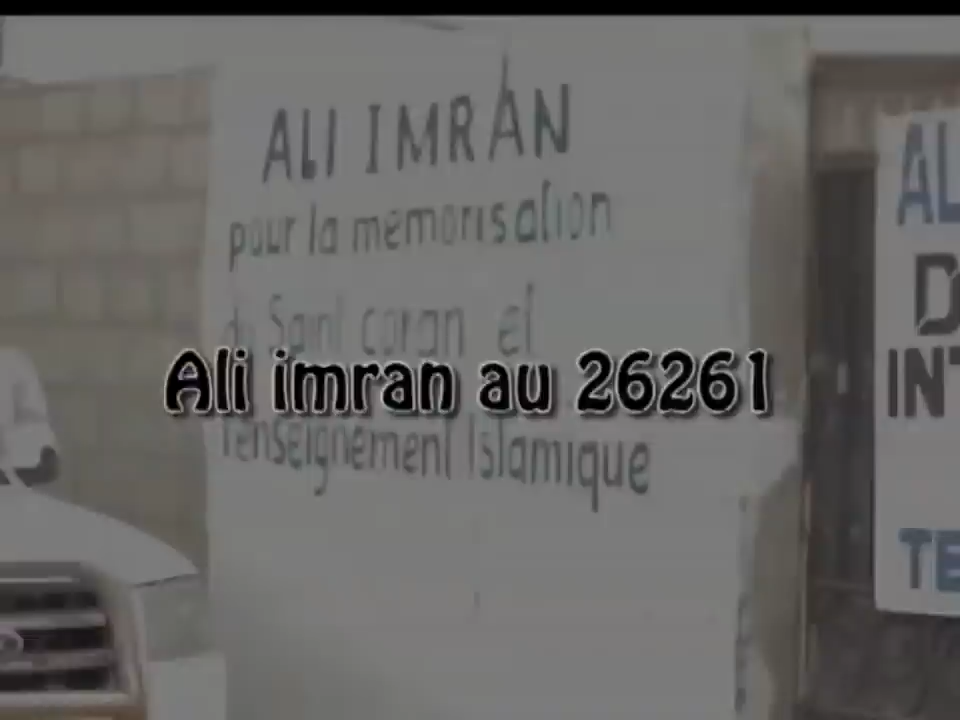 ALI IMRAN
pour la memorisation
du Saint coran et
Ali imran au 26261
l'enseignement Islamique
AL
D
INT
TE